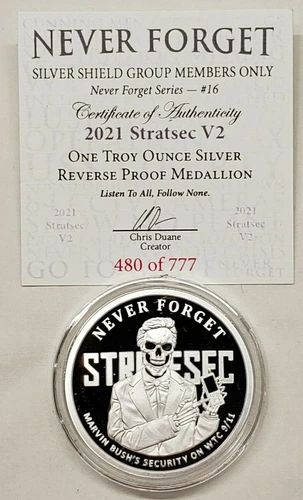 NEVER FORGET
SILVER SHIELD GROUP MEMBERS ONLY
Never Forget Series — #16
Certificate of Authenticity
2021 Stratsec V2
ONE TROY OUNCE SILVER
REVERSE PROOF MEDALLION
Listen To All, Follow None.
2021
Stratsec
V2
Chris Duane
Creator
2021
Stratsec
V2
480 of 777
NEVER FORGET
MARVIN BUSH'S SECURITY ON WTC 9/11